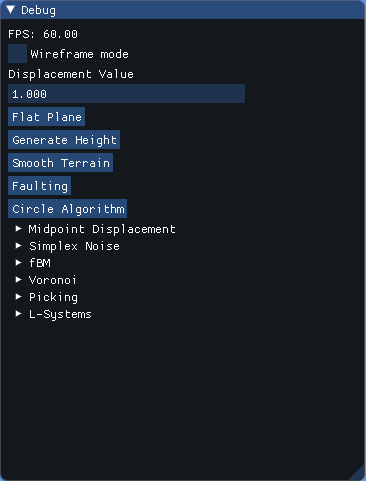 Debug
FPS: 60.00
Wireframe mode
Displacement Value
1.000
Flat Plane
Generate Height
Smooth Terrain
Faulting
Circle Algorithm
Midpoint Displacement
Simplex Noise
fBM
Voronoi
Picking
L-Systems